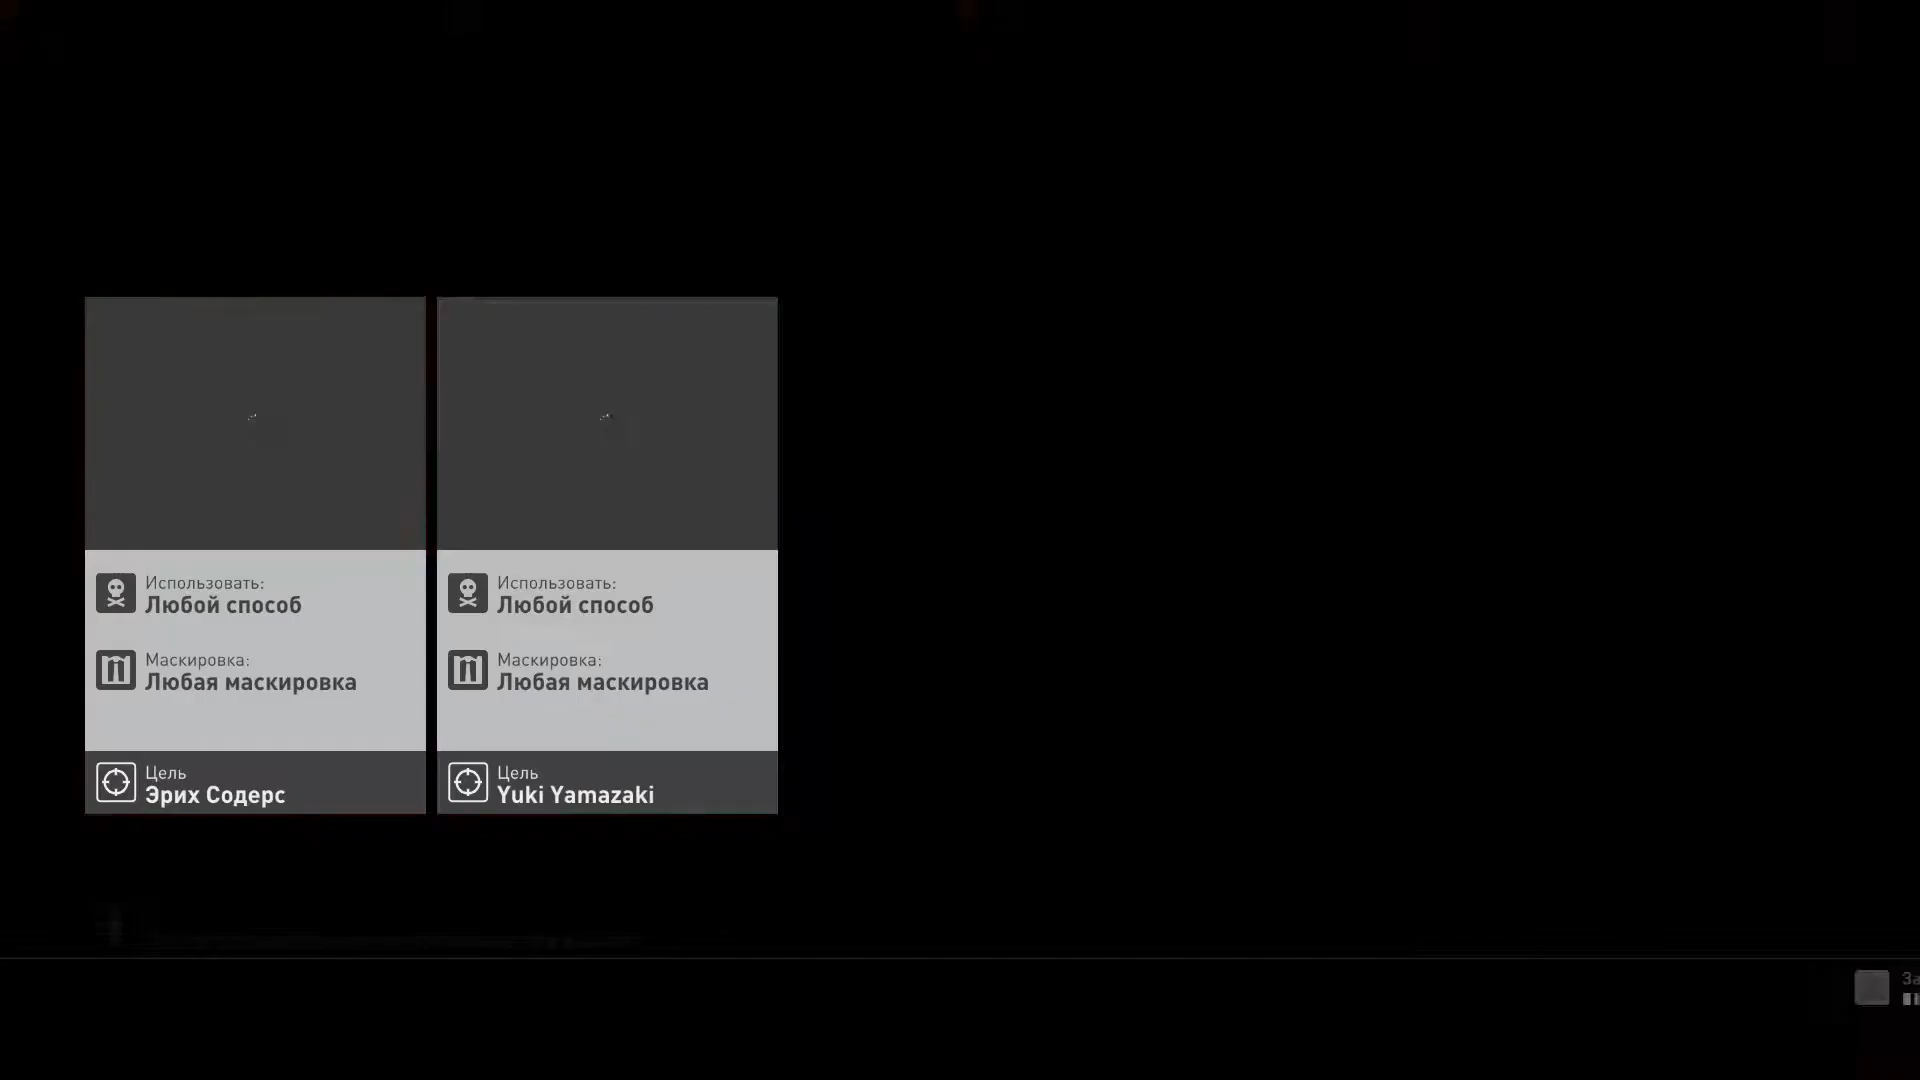 Использовать:
Любой способ
Маскировка:
Любая маскировка
Цель
Эрих Содерс
Использовать:
Любой способ
Маскировка:
Любая маскировка
Цель
Yuki Yamazaki